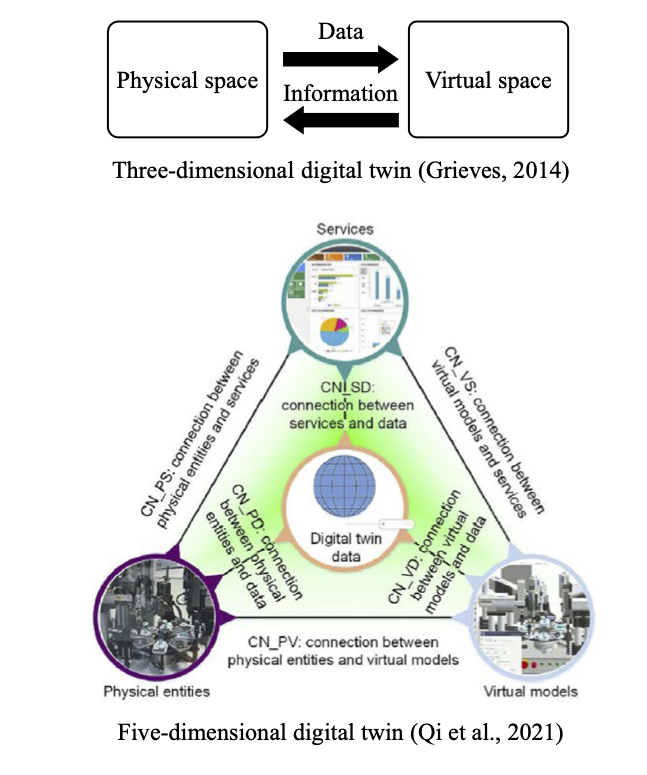 Data
Physical space
Information
Virtual space
Three-dimensional digital twin (Grieves, 2014)
Services
CN_PS: connection between
physical entities and services
CN_VS: connection between
virtual models and services
CN_SD:
connection between
services and data
Digital twin
data
CN_PD: connection
between physical
entities and data
CN_VD: connection
between virtual
models and data
CN_PV: connection between
physical entities and virtual models
Physical entities
Virtual models
Five-dimensional digital twin (Qi et al., 2021)